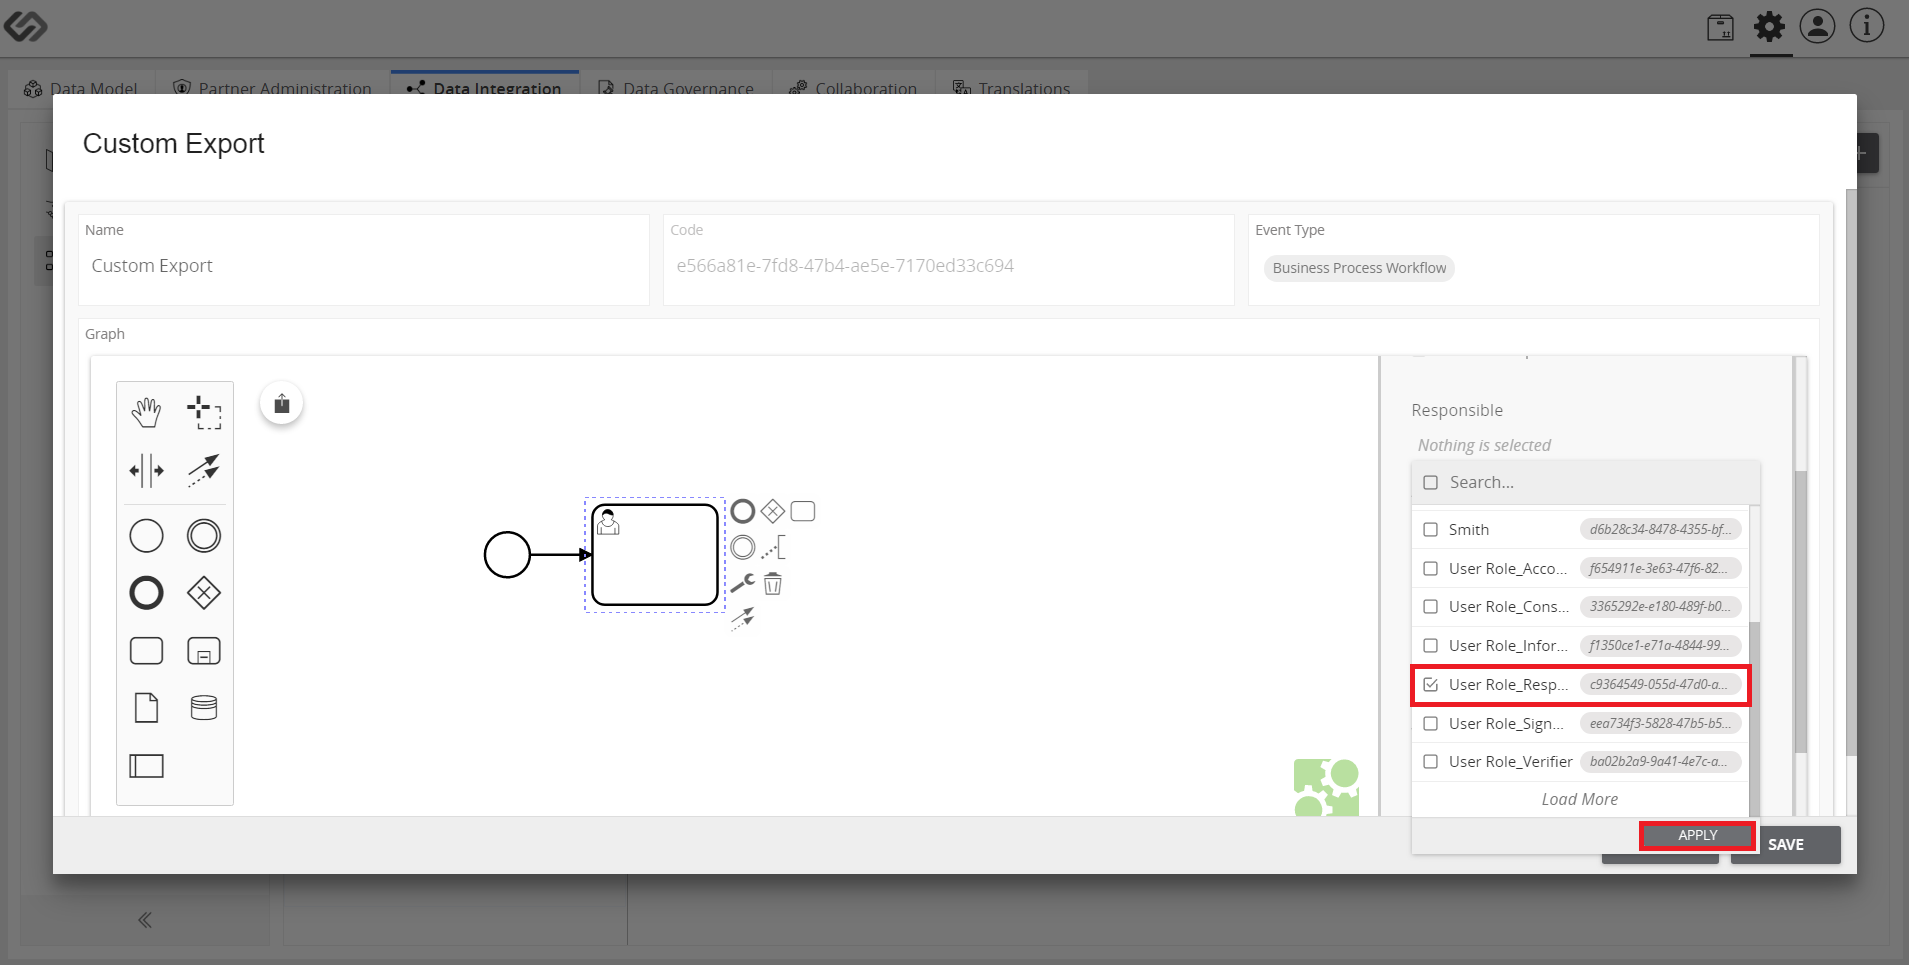 Data Model
Partner Administration
Data Integration
Data Governance
Collaboration
Translations
Custom Export
Name
Custom Export
Code
e566a81e-7fd8-47b4-ae5e-7170ed33c694
Event Type
Business Process Workflow
Graph
Responsible
Nothing is selected
Search...
Smith d6b28c34-8478-4355-bf...
User Role_Acco... f654911e-3e63-47f6-82...
User Role_Cons... 3365292e-e180-489f-b0...
User Role_Infor... f1350ce1-e71a-4844-99...
User Role_Resp... c9364549-055d-47d0-a...
User Role_Sign... eea734f3-5828-47b5-b5...
User Role_Verifier ba02b2a9-9a41-4e7c-a...
Load More
APPLY
SAVE